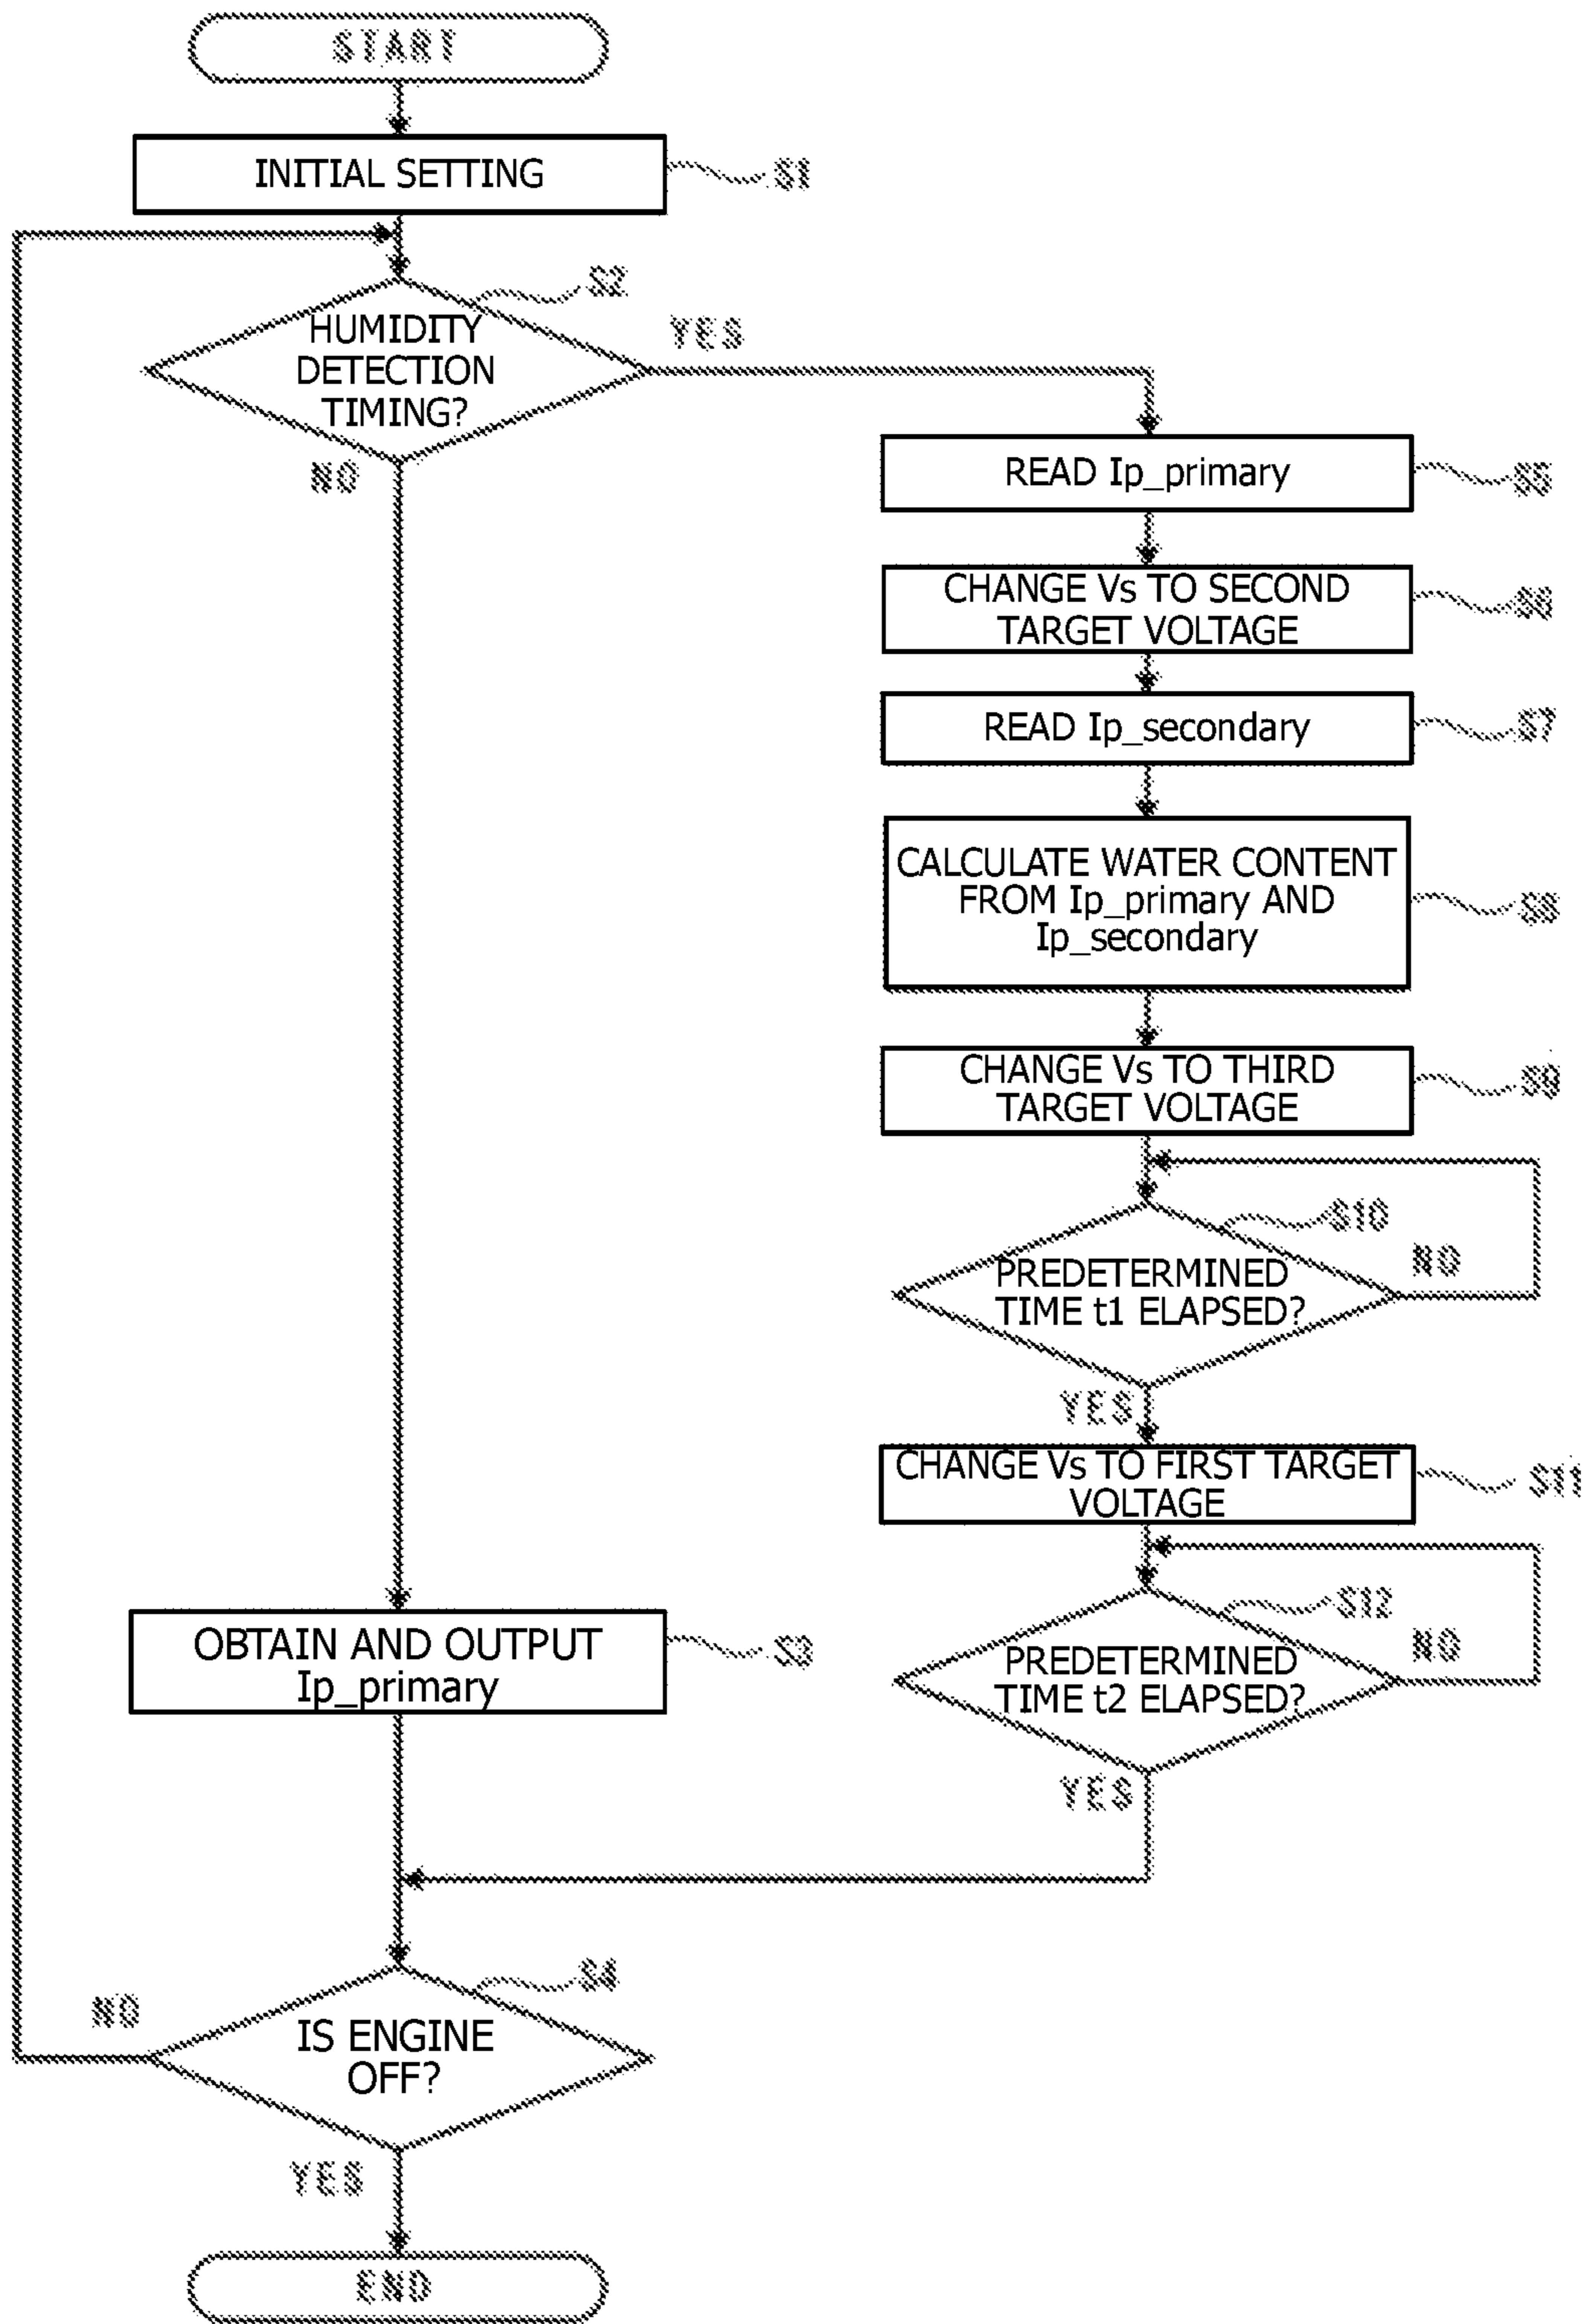 START
INITIAL SETTING
S1
S2
HUMIDITY
DETECTION
TIMING?
YES
NO
READ Ip_primary
S5
CHANGE Vs TO SECOND
TARGET VOLTAGE
S6
READ Ip_secondary
S7
CALCULATE WATER CONTENT
FROM Ip_primary AND
Ip_secondary
S8
CHANGE Vs TO THIRD
TARGET VOLTAGE
S9
S10
PREDETERMINED
TIME t1 ELAPSED?
NO
YES
CHANGE Vs TO FIRST TARGET
VOLTAGE
S11
S12
PREDETERMINED
TIME t2 ELAPSED?
NO
YES
OBTAIN AND OUTPUT
Ip_primary
S3
S4
IS ENGINE
OFF?
NO
YES
END